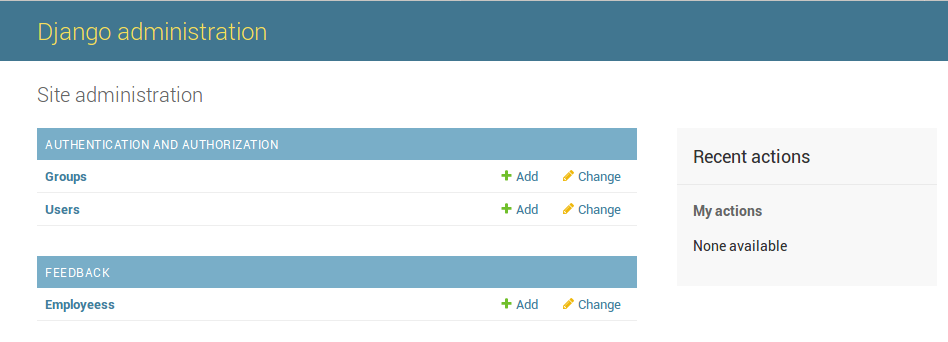 Django administration
Site administration
AUTHENTICATION AND AUTHORIZATION
Groups Add Change
Users Add Change
FEEDBACK
Employeess Add Change
Recent actions
My actions
None available